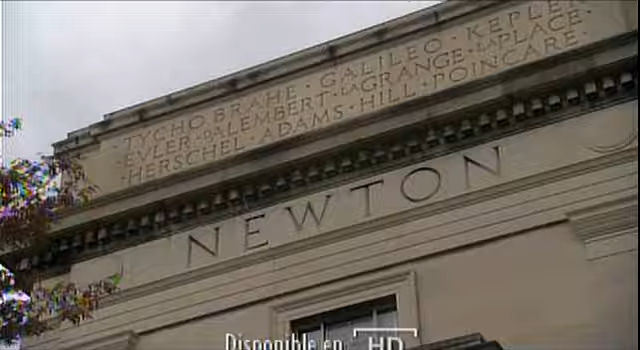 TYCHO BRAHE · GALILEO · KEPLER
· EVLER · D'ALEMBERT · LAGRANGE · LAPLACE ·
· HERSCHEL · ADAMS · HILL · POINCARE ·
NEWTON
Disponible en HD